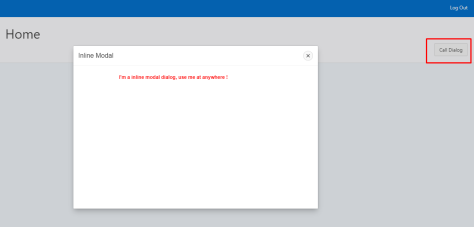 Log Out
Home
Call Dialog
Inline Modal
I'm a inline modal dialog, use me at anywhere !